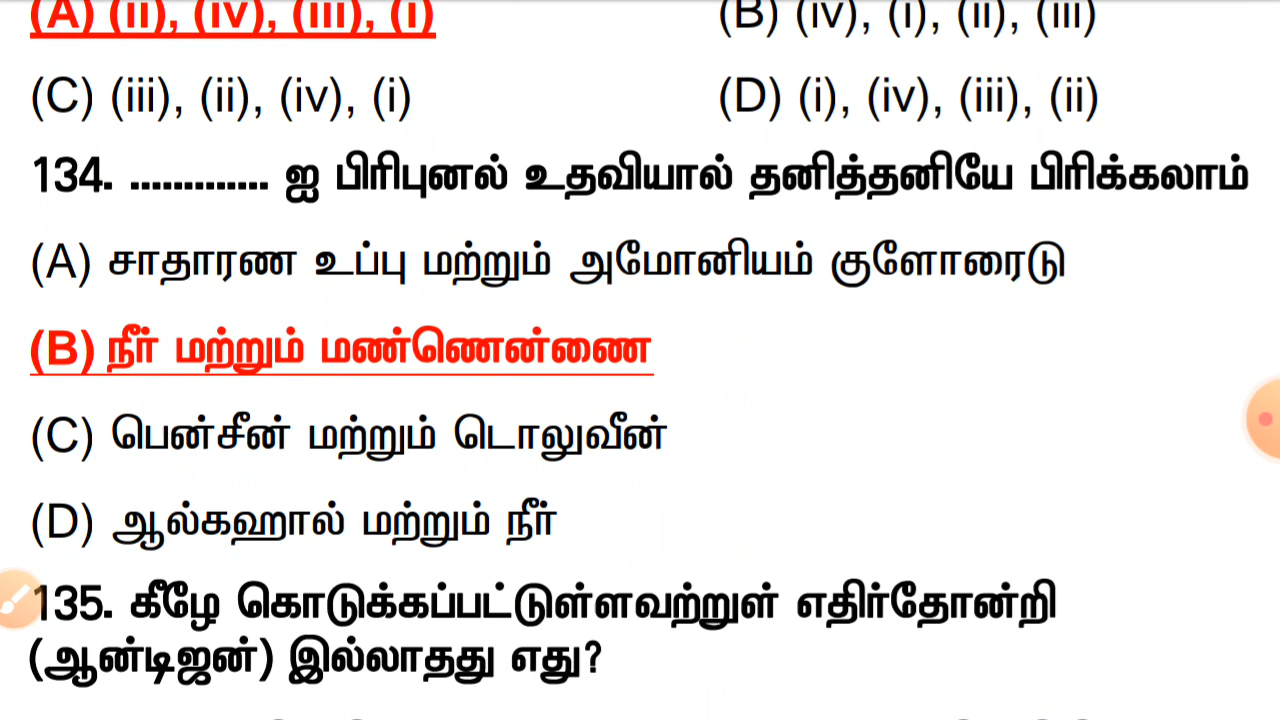 (A) (ii), (iv), (iii), (i)
(B) (iv), (i), (ii), (iii)
(C) (iii), (ii), (iv), (i)
(D) (i), (iv), (iii), (ii)
134. ............. ஐ பிரிபுனல் உதவியால் தனித்தனியே பிரிக்கலாம்
(A) சாதாரண உப்பு மற்றும் அமோனியம் குளோரைடு
(B) நீர் மற்றும் மண்ணென்ணை
(C) பென்சீன் மற்றும் டொலுவீன்
(D) ஆல்கஹால் மற்றும் நீர்
135. கீழே கொடுக்கப்பட்டுள்ளவற்றுள் எதிர்தோன்றி
(ஆன்டிஜன்) இல்லாதது எது?